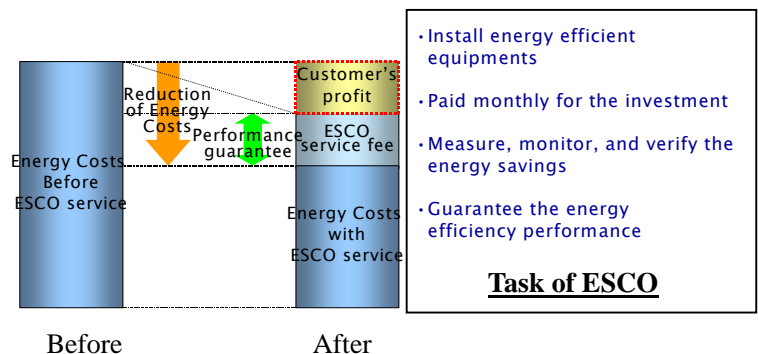 Energy Costs
Before
ESCO service
Reduction
of Energy
Costs
Performance
guarantee
Customer's
profit
ESCO
service fee
Energy Costs
with
ESCO service
Before
After
・Install energy efficient
equipments
・Paid monthly for the investment
・Measure, monitor, and verify the
energy savings
・Guarantee the energy
efficiency performance
Task of ESCO